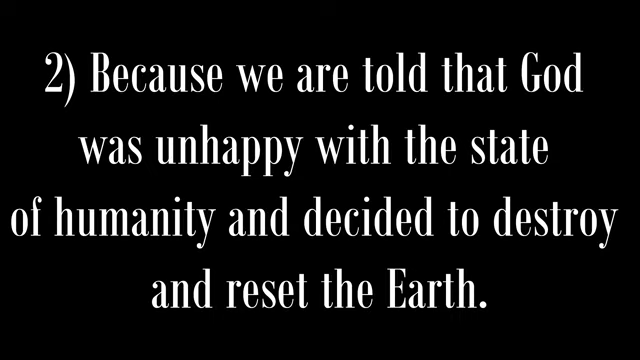 2) Because we are told that God
was unhappy with the state
of humanity and decided to destroy
and reset the Earth.